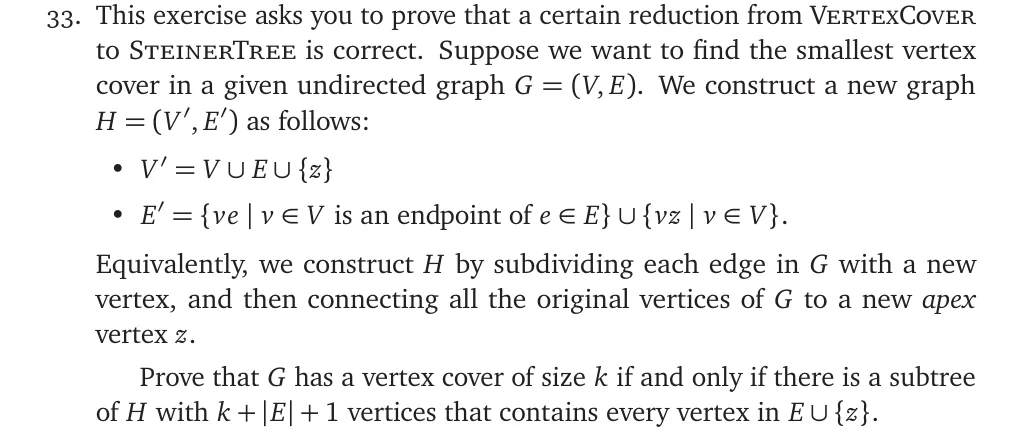 33. This exercise asks you to prove that a certain reduction from VERTEXCOVER
to STEINERTREE is correct. Suppose we want to find the smallest vertex
cover in a given undirected graph G = (V, E). We construct a new graph
H = (V′, E′) as follows:
• V′ = V ∪ E ∪ {z}
• E′ = {ve | v ∈ V is an endpoint of e ∈ E} ∪ {vz | v ∈ V}.
Equivalently, we construct H by subdividing each edge in G with a new
vertex, and then connecting all the original vertices of G to a new apex
vertex z.
Prove that G has a vertex cover of size k if and only if there is a subtree
of H with k + |E| + 1 vertices that contains every vertex in E ∪ {z}.